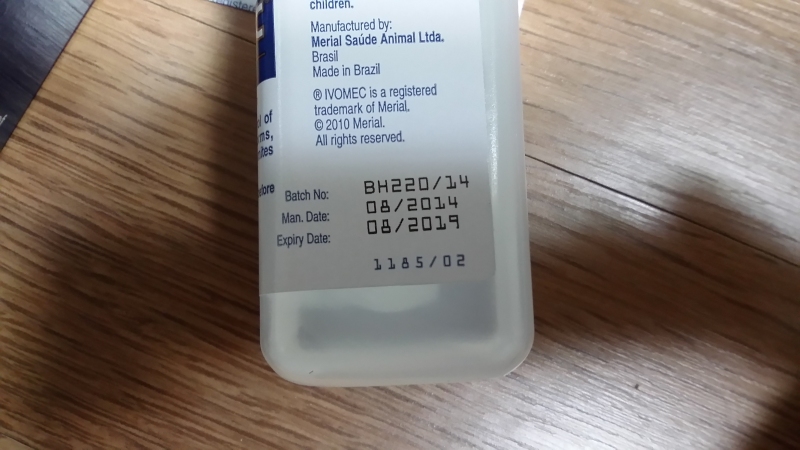 children.
Manufactured by:
Merial Saúde Animal Ltda.
Brasil
Made in Brazil
® IVOMEC is a registered
trademark of Merial.
© 2010 Merial.
All rights reserved.
of
Batch No: BH220/14
Man. Date: 08/2014
Expiry Date: 08/2019
1185/02